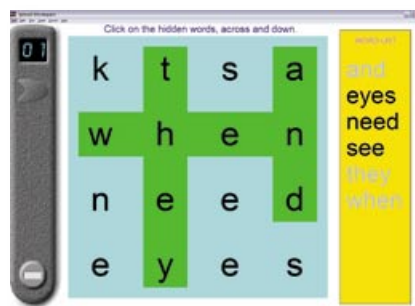 01
Click on the hidden words, across and down.
k t s a
w h e n
n e e d
e y e s
WORD LIST
and
eyes
need
see
they
when